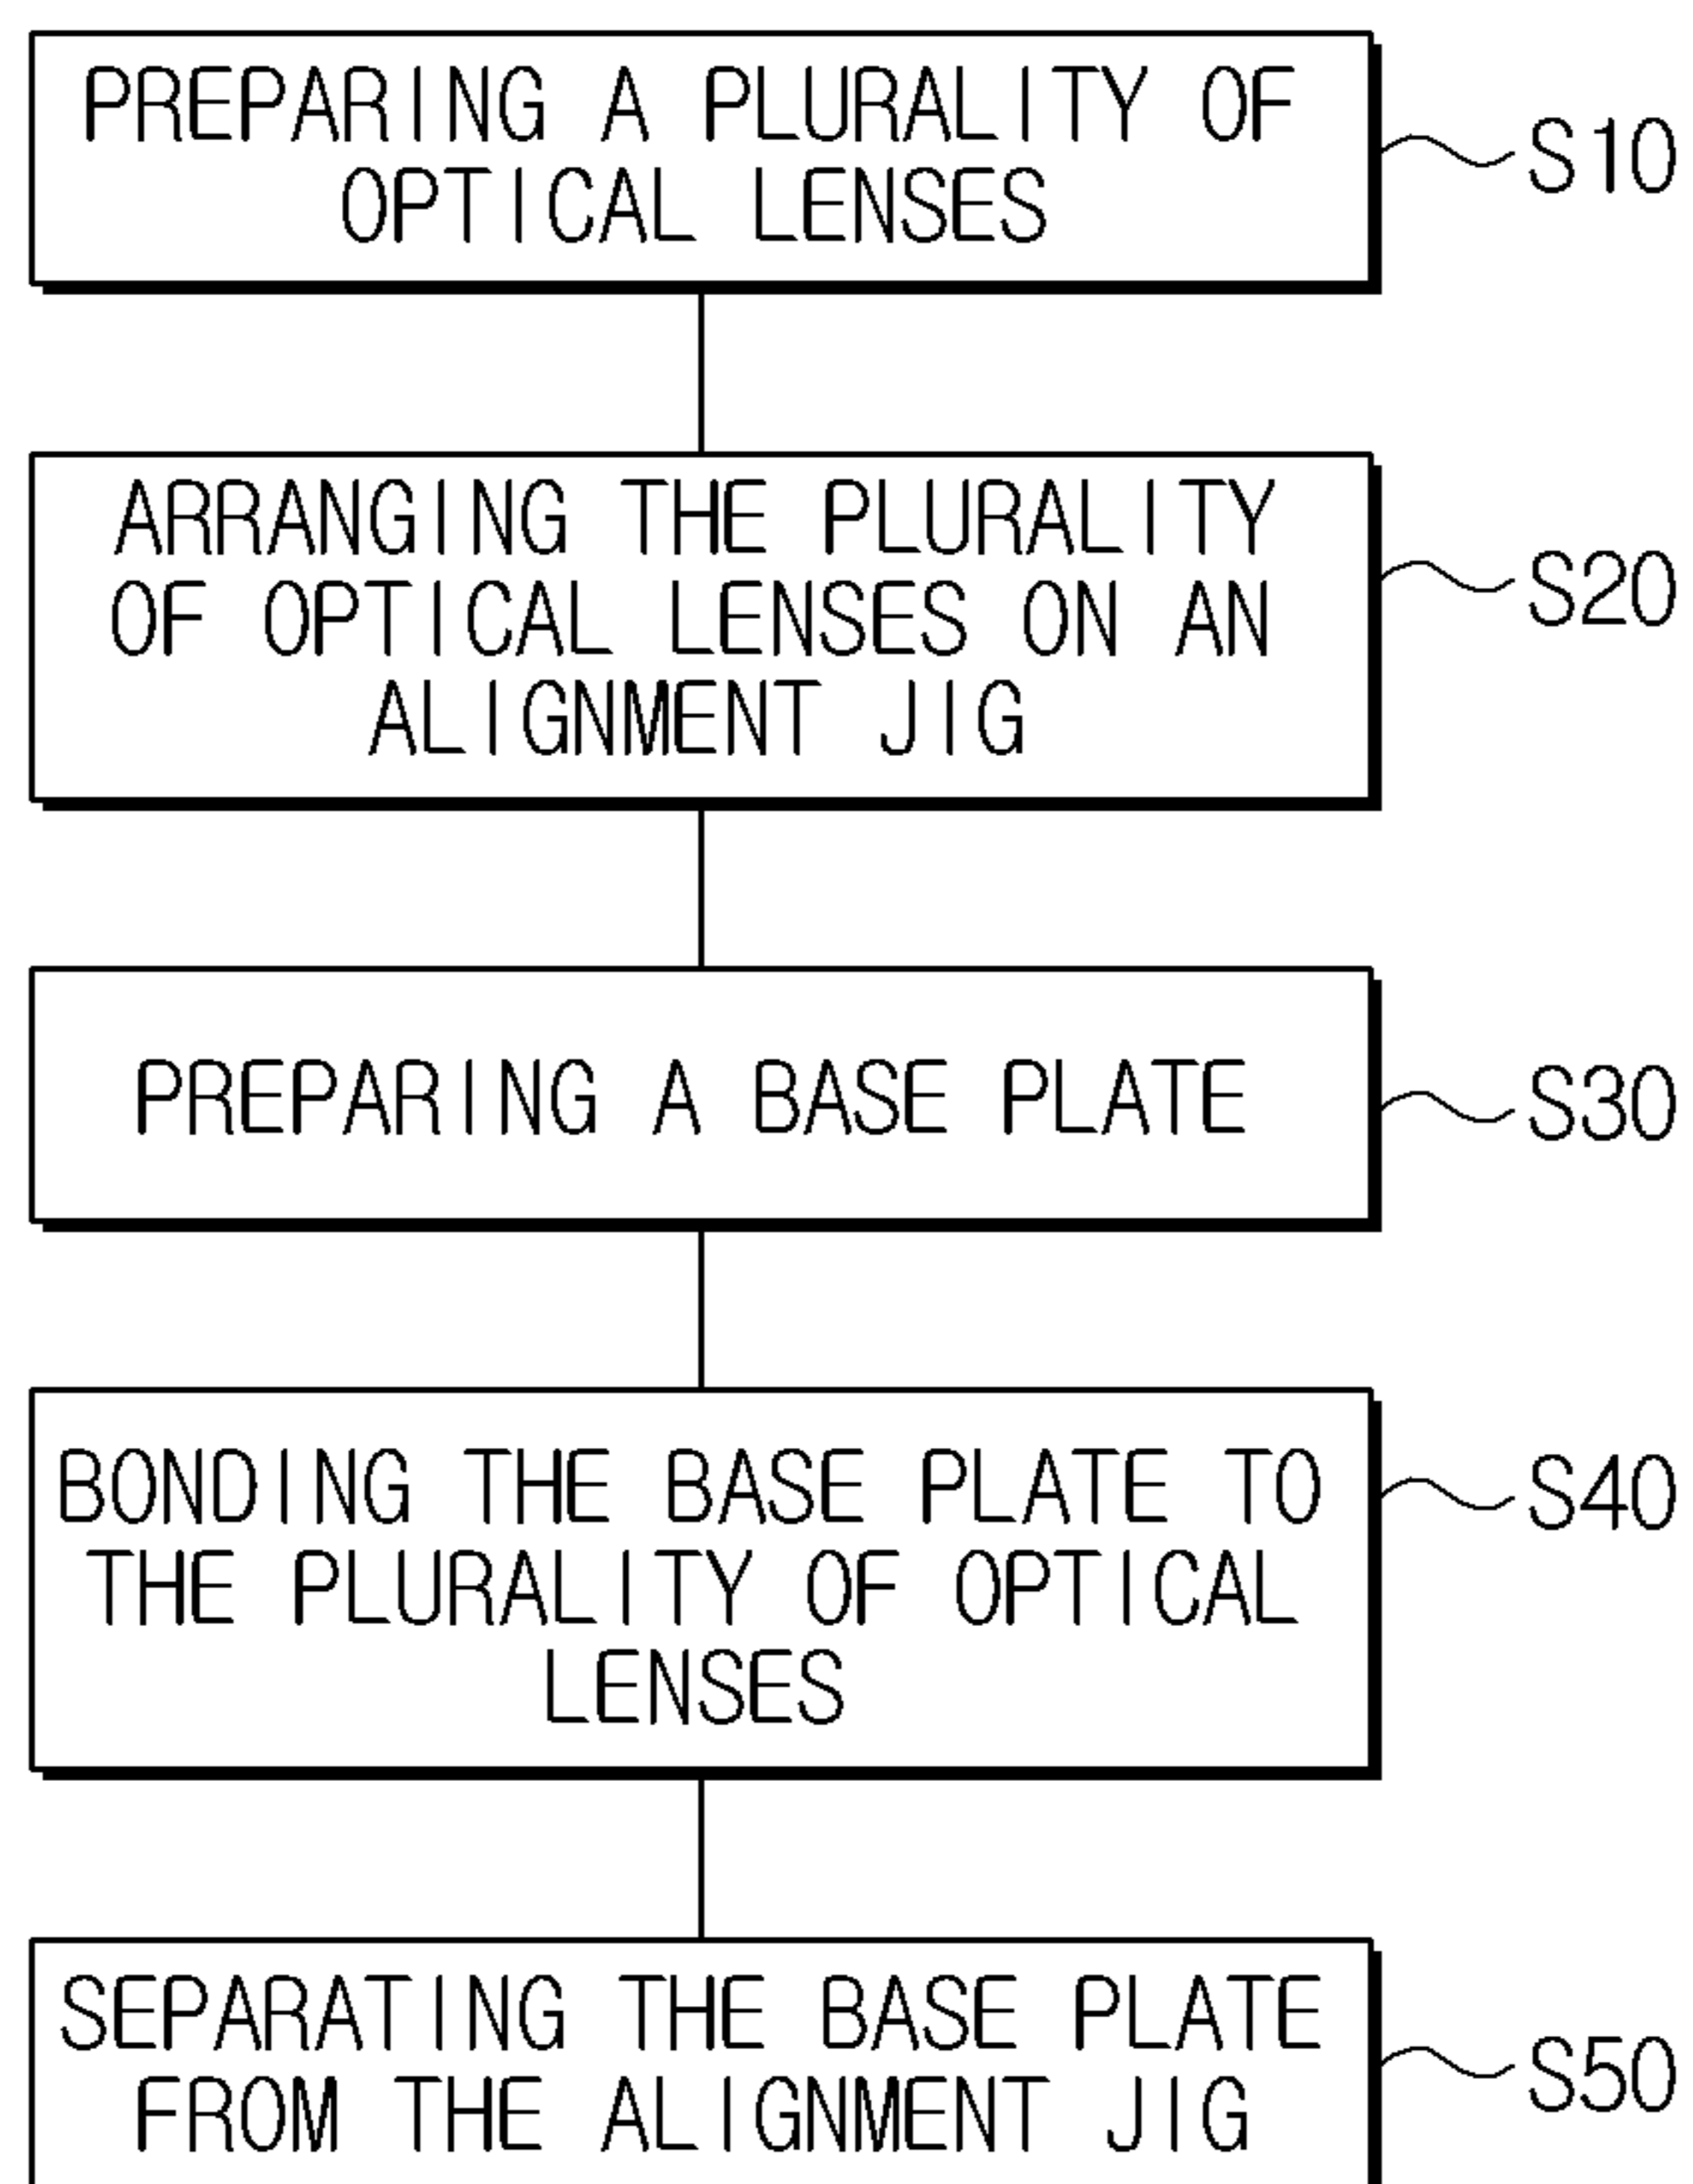 PREPARING A PLURALITY OF
OPTICAL LENSES
S10
ARRANGING THE PLURALITY
OF OPTICAL LENSES ON AN
ALIGNMENT JIG
S20
PREPARING A BASE PLATE
S30
BONDING THE BASE PLATE TO
THE PLURALITY OF OPTICAL
LENSES
S40
SEPARATING THE BASE PLATE
FROM THE ALIGNMENT JIG
S50